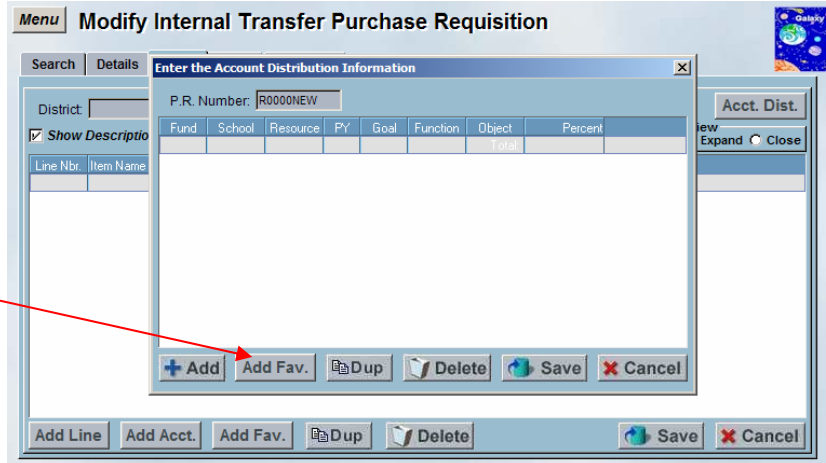 Menu Modify Internal Transfer Purchase Requisition
Galaxy
Search Details
Enter the Account Distribution Information
District:
P.R. Number: R0000NEW
Acct. Dist.
Show Descriptio
iew
Expand Close
Fund School Resource PY Goal Function Object Percent
Total:
Line Nbr. Item Name
Add Add Fav. Dup Delete Save Cancel
Add Line Add Acct. Add Fav. Dup Delete Save Cancel